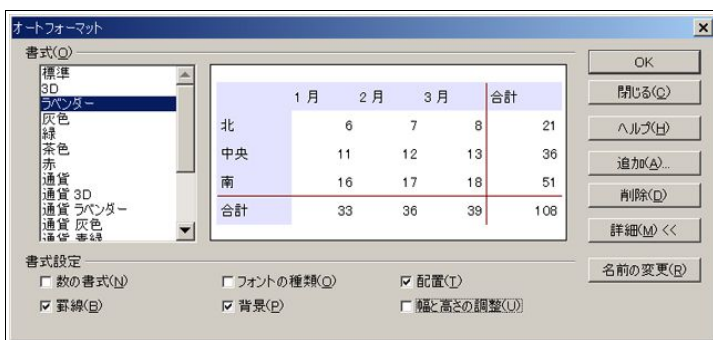 オートフォーマット
書式(O)
標準
3D
ラベンダー
灰色
緑
茶色
赤
通貨
通貨 3D
通貨 ラベンダー
通貨 灰色
通貨 青緑
1 月 2 月 3 月 合計
北 6 7 8 21
中央 11 12 13 36
南 16 17 18 51
合計 33 36 39 108
OK
閉じる(C)
ヘルプ(H)
追加(A)...
削除(D)
詳細(M) <<
名前の変更(R)
書式設定
数の書式(N) フォントの種類(O) 配置(T)
罫線(B) 背景(P) 幅と高さの調整(U)